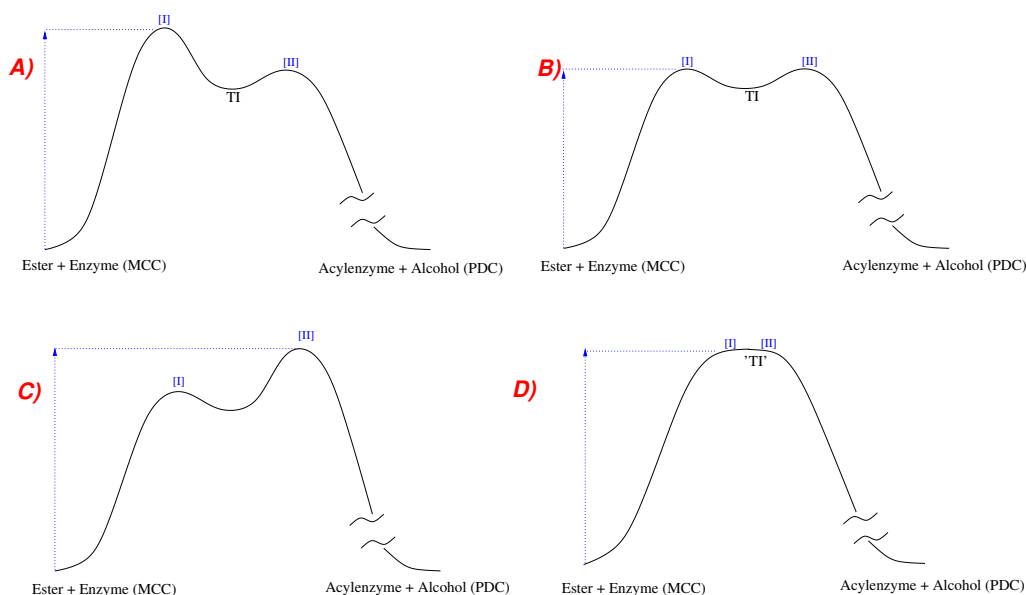 [I]
A)
[II]
TI
Ester + Enzyme (MCC)
Acylenzyme + Alcohol (PDC)
B)
[I]
[II]
TI
Ester + Enzyme (MCC)
Acylenzyme + Alcohol (PDC)
[II]
C)
[I]
Ester + Enzyme (MCC)
Acylenzyme + Alcohol (PDC)
[I]
[II]
'TI'
D)
Ester + Enzyme (MCC)
Acylenzyme + Alcohol (PDC)